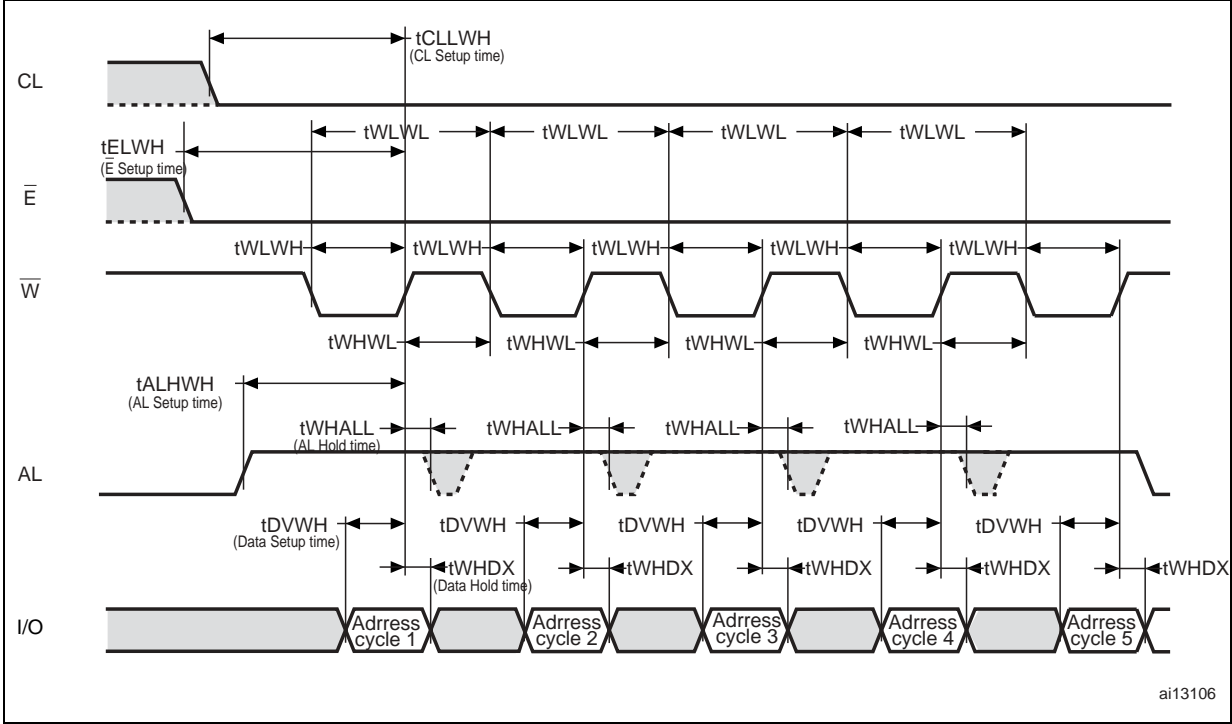 tCLLWH
(CL Setup time)
CL
tWLWL tWLWL tWLWL tWLWL
tELWH
(E Setup time)
E
tWLWH tWLWH tWLWH tWLWH tWLWH
W
tWHWL tWHWL tWHWL tWHWL
tALHWH
(AL Setup time)
tWHALL tWHALL tWHALL tWHALL
(AL Hold time)
AL
tDVWH tDVWH tDVWH tDVWH tDVWH
(Data Setup time)
tWHDX tWHDX tWHDX tWHDX tWHDX
(Data Hold time)
I/O
Adrress Adrress Adrress Adrress Adrress
cycle 1 cycle 2 cycle 3 cycle 4 cycle 5
ai13106